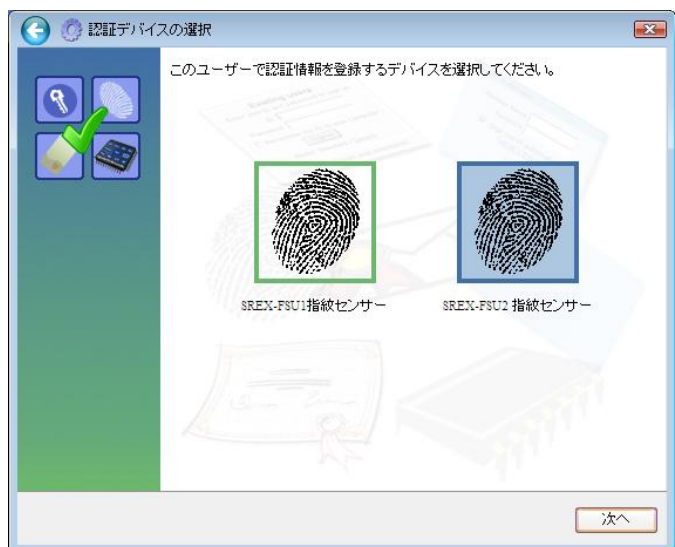 認証デバイスの選択
このユーザーで認証情報を登録するデバイスを選択してください。
SREX-FSU1指紋センサー
SREX-FSU2 指紋センサー
次へ